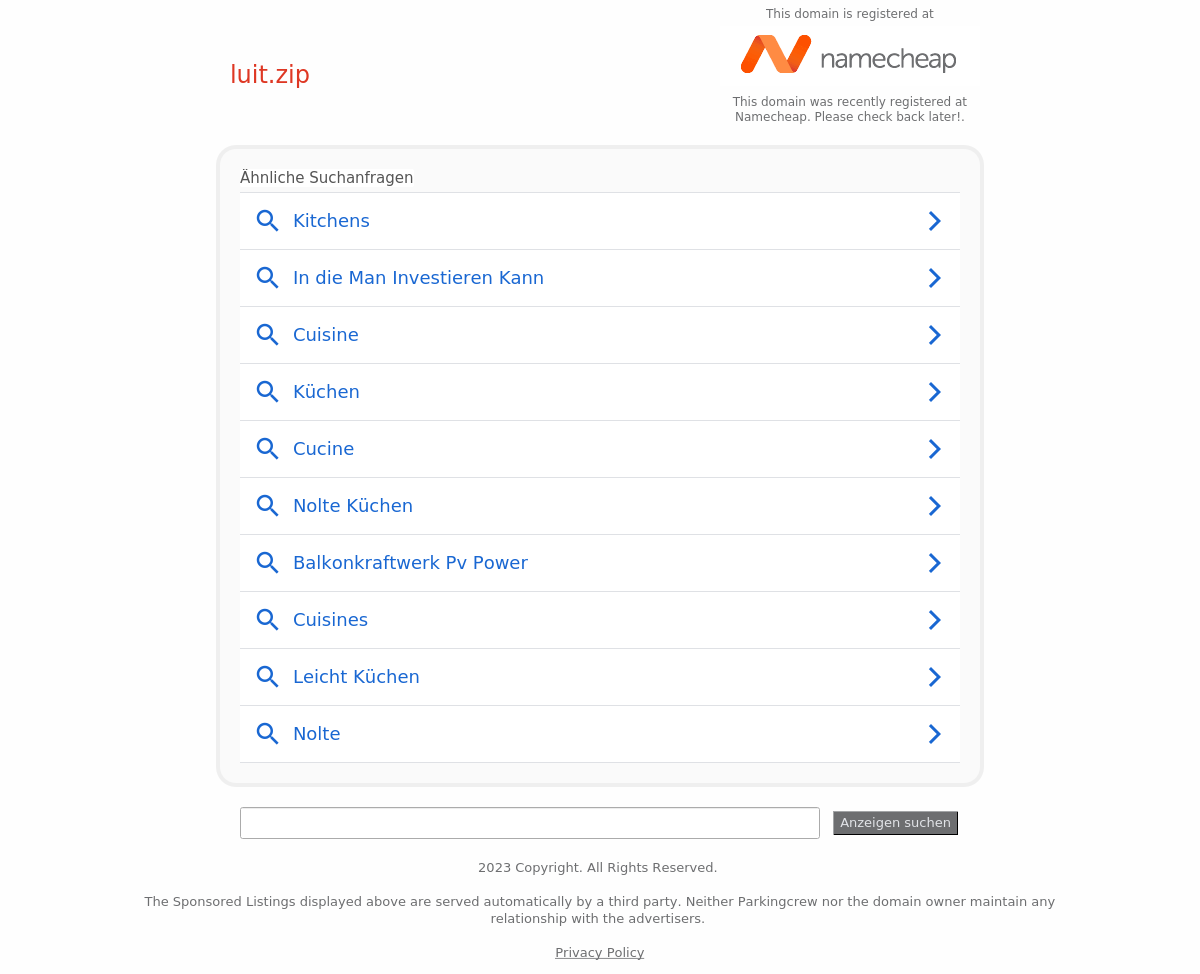 This domain is registered at
namecheap
luit.zip
This domain was recently registered at
Namecheap. Please check back later!.
Ähnliche Suchanfragen
Kitchens
In die Man Investieren Kann
Cuisine
Küchen
Cucine
Nolte Küchen
Balkonkraftwerk Pv Power
Cuisines
Leicht Küchen
Nolte
Anzeigen suchen
2023 Copyright. All Rights Reserved.
The Sponsored Listings displayed above are served automatically by a third party. Neither Parkingcrew nor the domain owner maintain any
relationship with the advertisers.
Privacy Policy